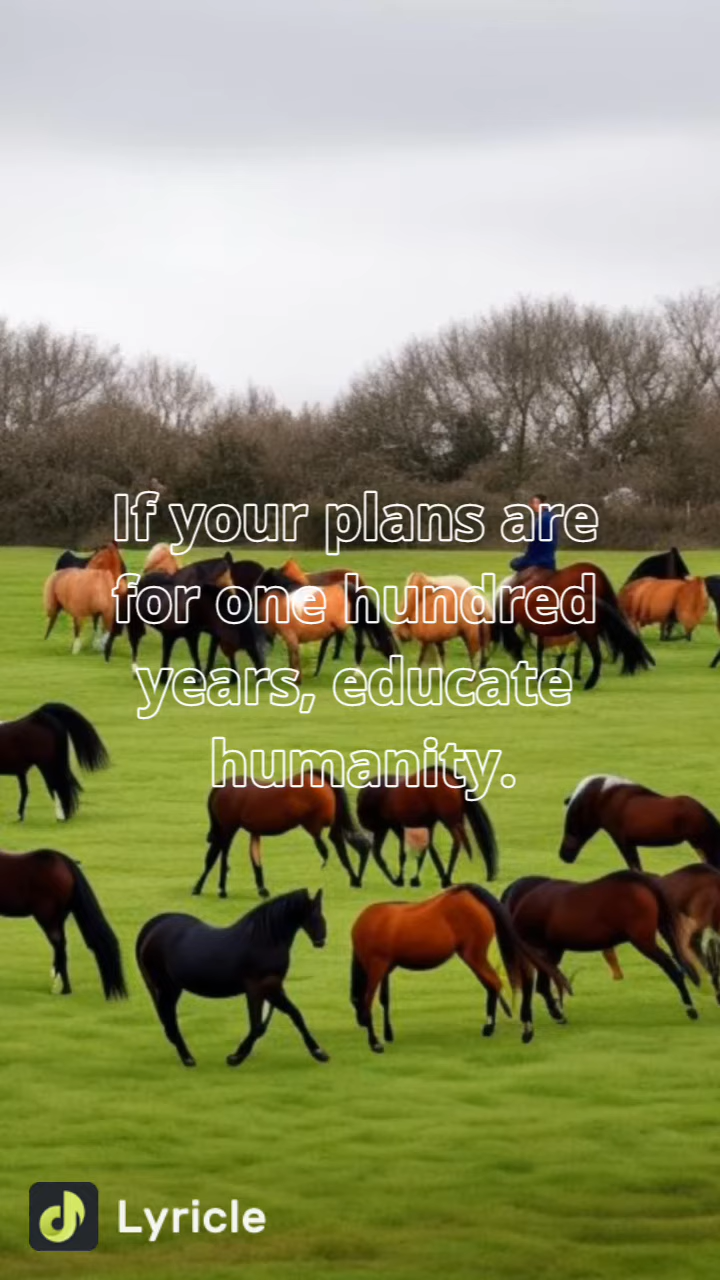 If your plans are
for one hundred
years, educate
humanity.
Lyricle